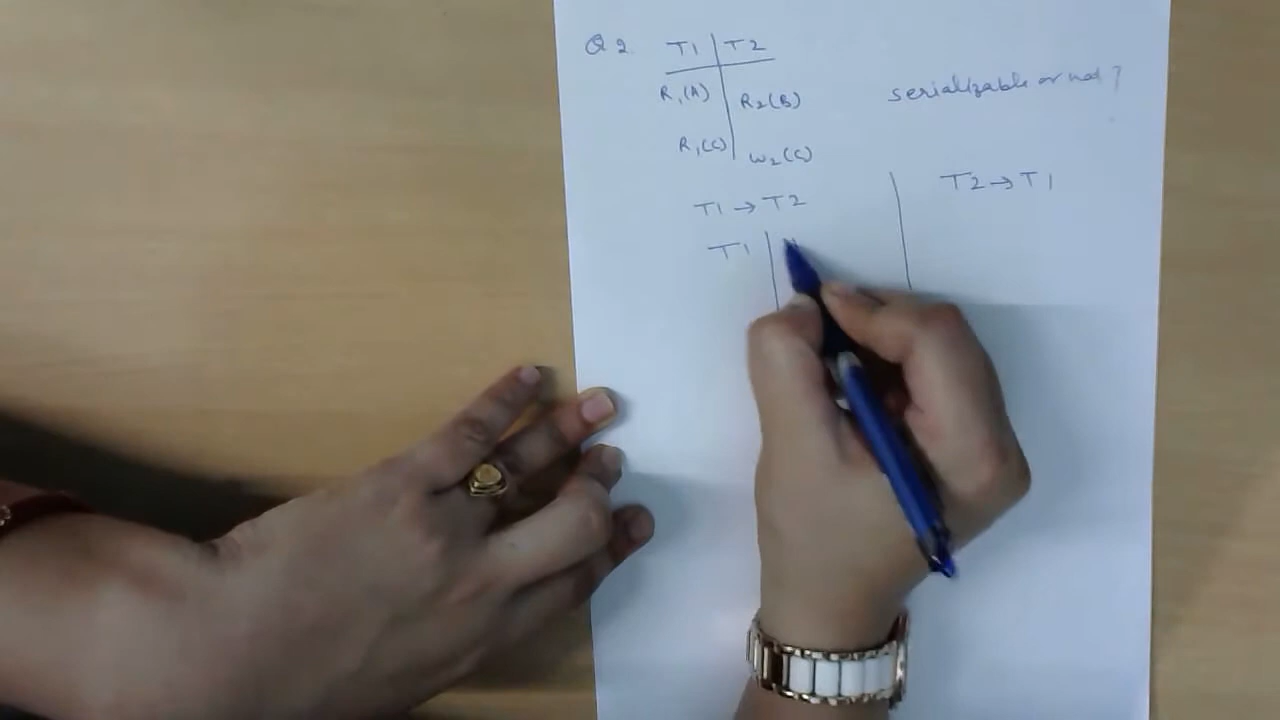 Q 2. T1 | T2
serializable or not ?
R₁(A) R₂(B)
R₁(C) W₂(C)
T1 → T2
T2 → T1
T1